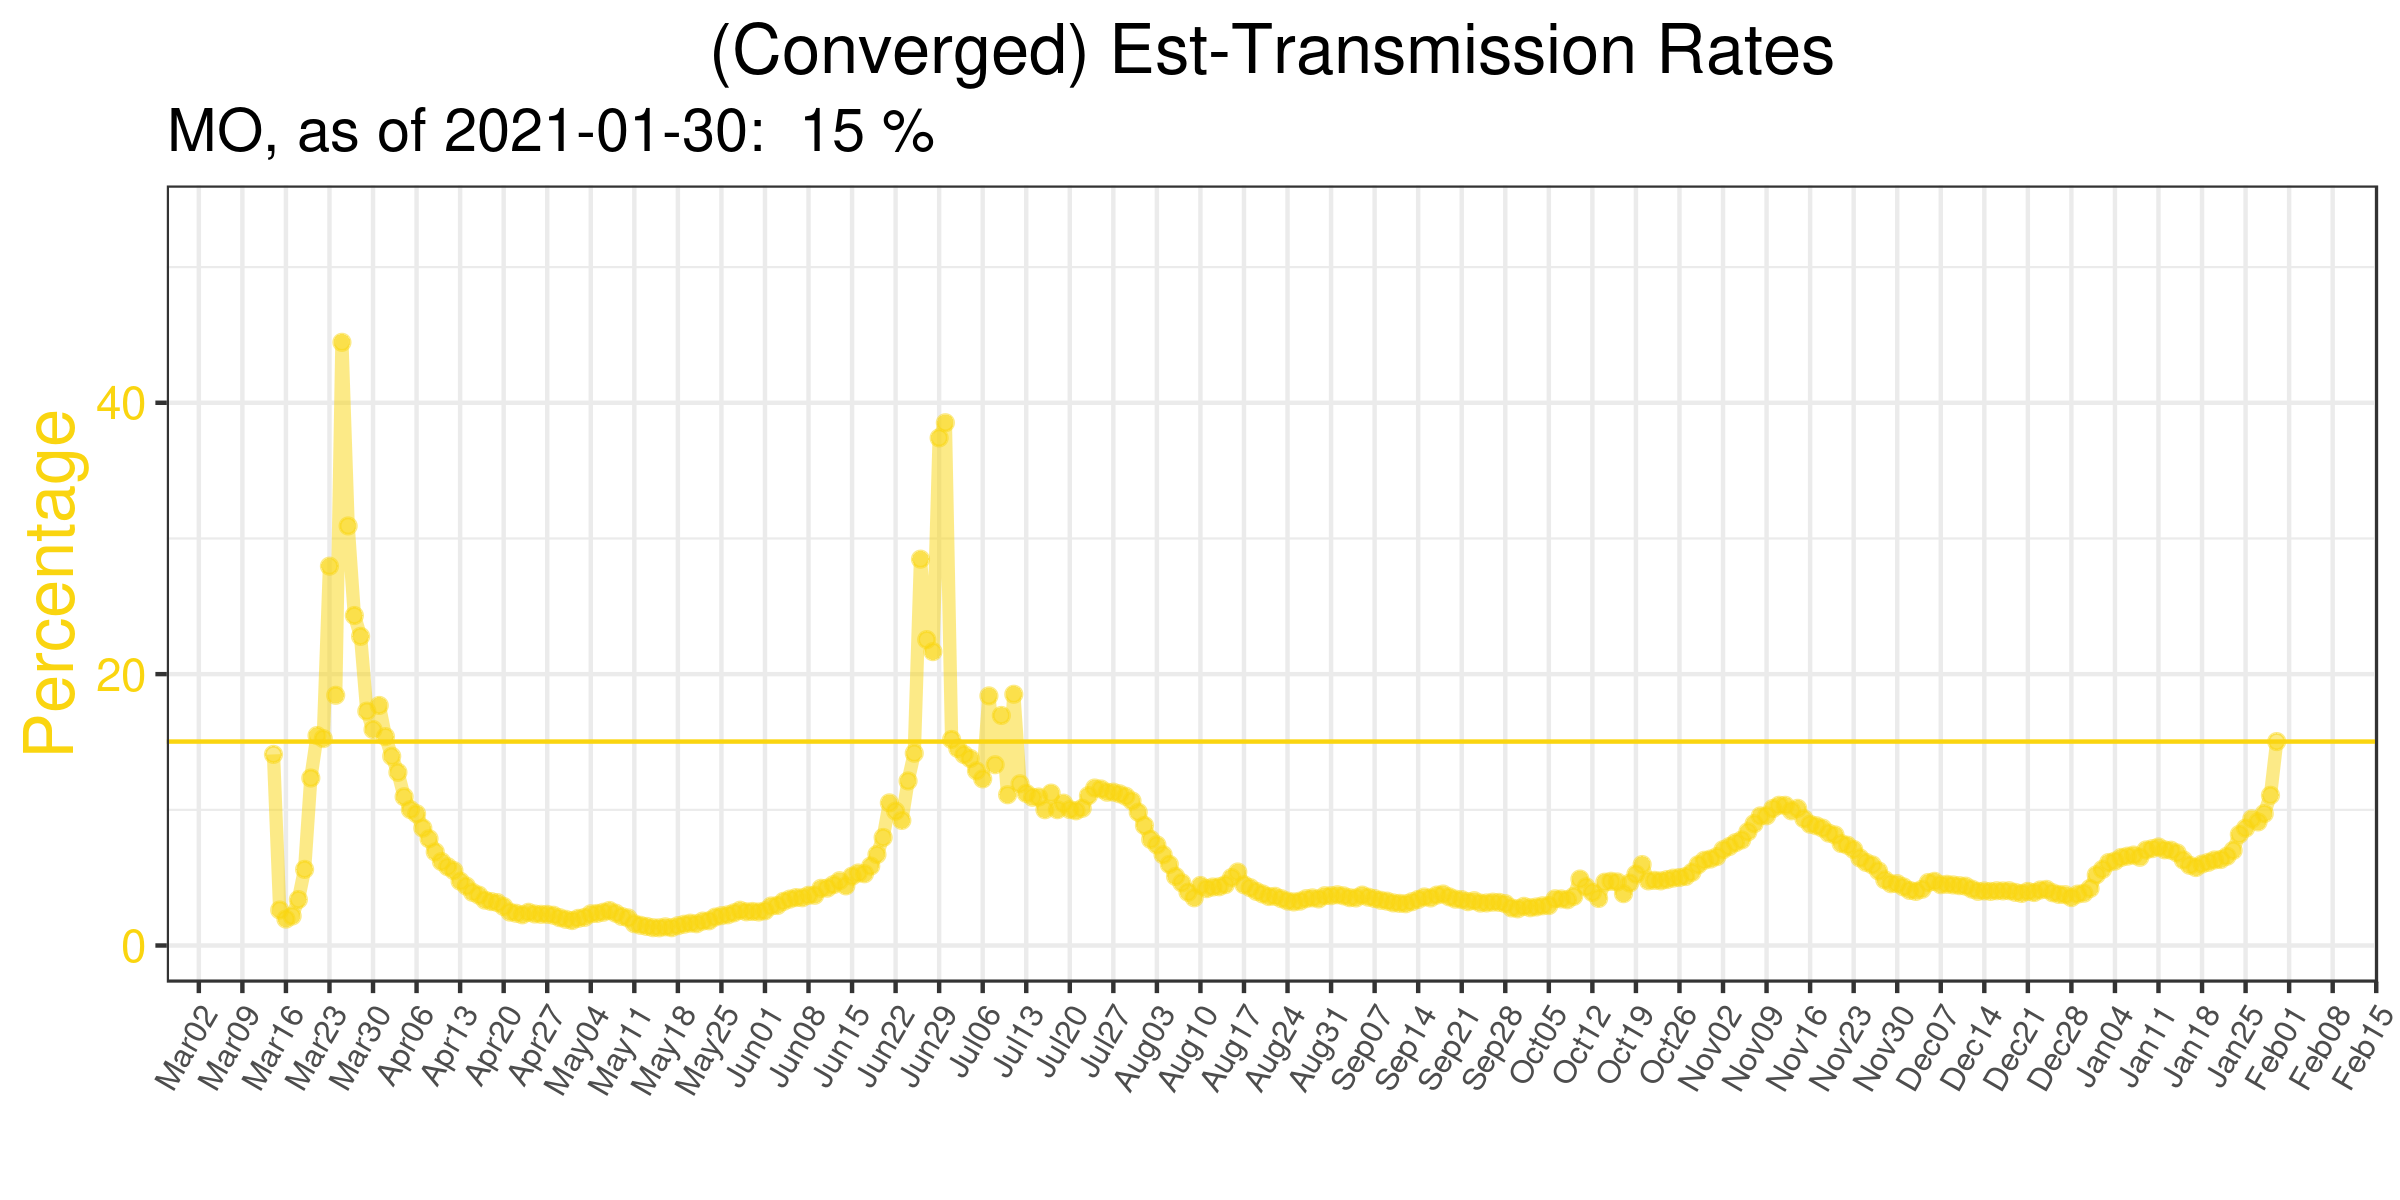 (Converged) Est-Transmission Rates
MO, as of 2021-01-30:  15 %
Percentage
40
20
0
Mar02
Mar09
Mar16
Mar23
Mar30
Apr06
Apr13
Apr20
Apr27
May04
May11
May18
May25
Jun01
Jun08
Jun15
Jun22
Jun29
Jul06
Jul13
Jul20
Jul27
Aug03
Aug10
Aug17
Aug24
Aug31
Sep07
Sep14
Sep21
Sep28
Oct05
Oct12
Oct19
Oct26
Nov02
Nov09
Nov16
Nov23
Nov30
Dec07
Dec14
Dec21
Dec28
Jan04
Jan11
Jan18
Jan25
Feb01
Feb08
Feb15